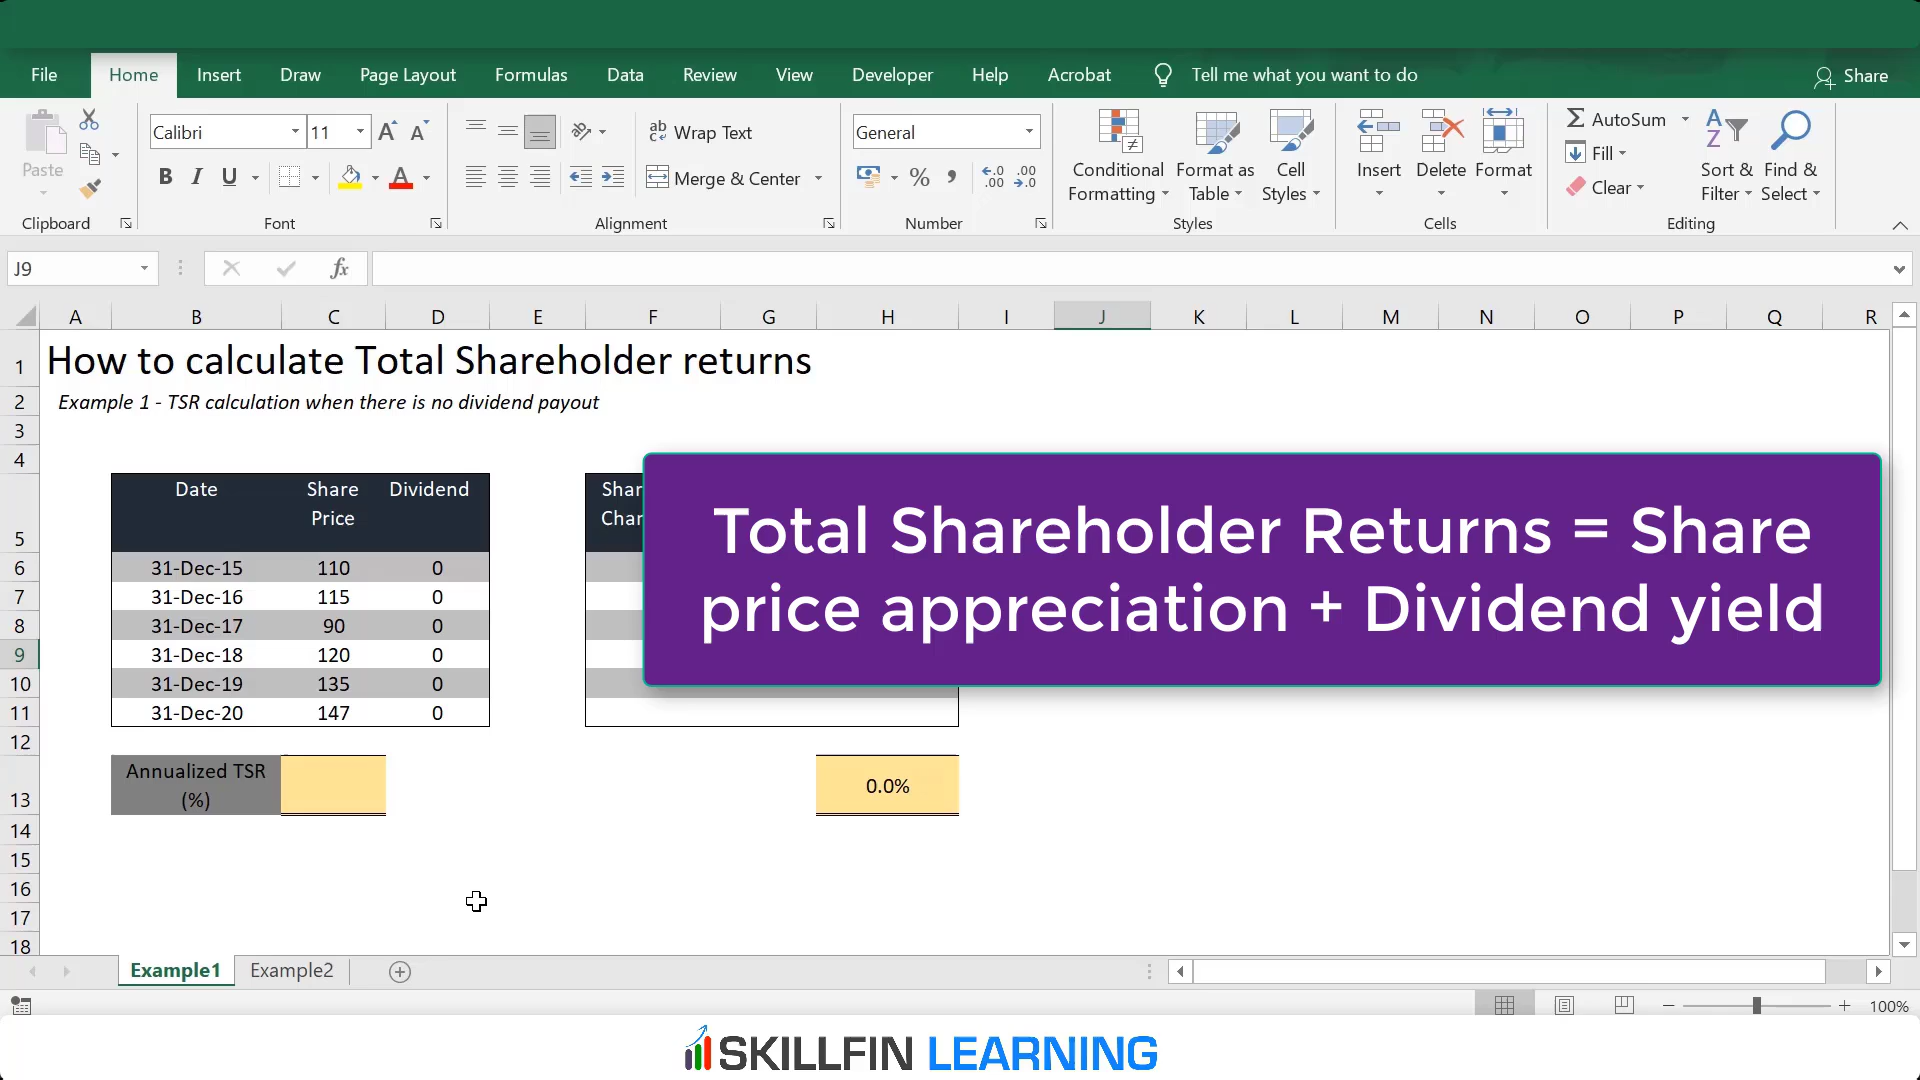 File Home Insert Draw Page Layout Formulas Data Review View Developer Help Acrobat Tell me what you want to do Share
Paste
Clipboard
Calibri 11 A A
B I U A
Font
ab Wrap Text
Merge & Center
Alignment
General
% , .00 .00
Number
Conditional Formatting
Format as Table
Cell Styles
Styles
Insert Delete Format
Cells
AutoSum
Fill
Clear
Sort & Filter
Find & Select
Editing
J9 fx
A B C D E F G H I J K L M N O P Q R
1 How to calculate Total Shareholder returns
2 Example 1 - TSR calculation when there is no dividend payout
3
4
Total Shareholder Returns = Share
price appreciation + Dividend yield
5 Date Share Price Dividend
6 31-Dec-15 110 0
7 31-Dec-16 115 0
8 31-Dec-17 90 0
9 31-Dec-18 120 0
10 31-Dec-19 135 0
11 31-Dec-20 147 0
12
13 Annualized TSR (%) 0.0%
14
15
16
17
18
Example1 Example2
100%
SKILLFIN LEARNING